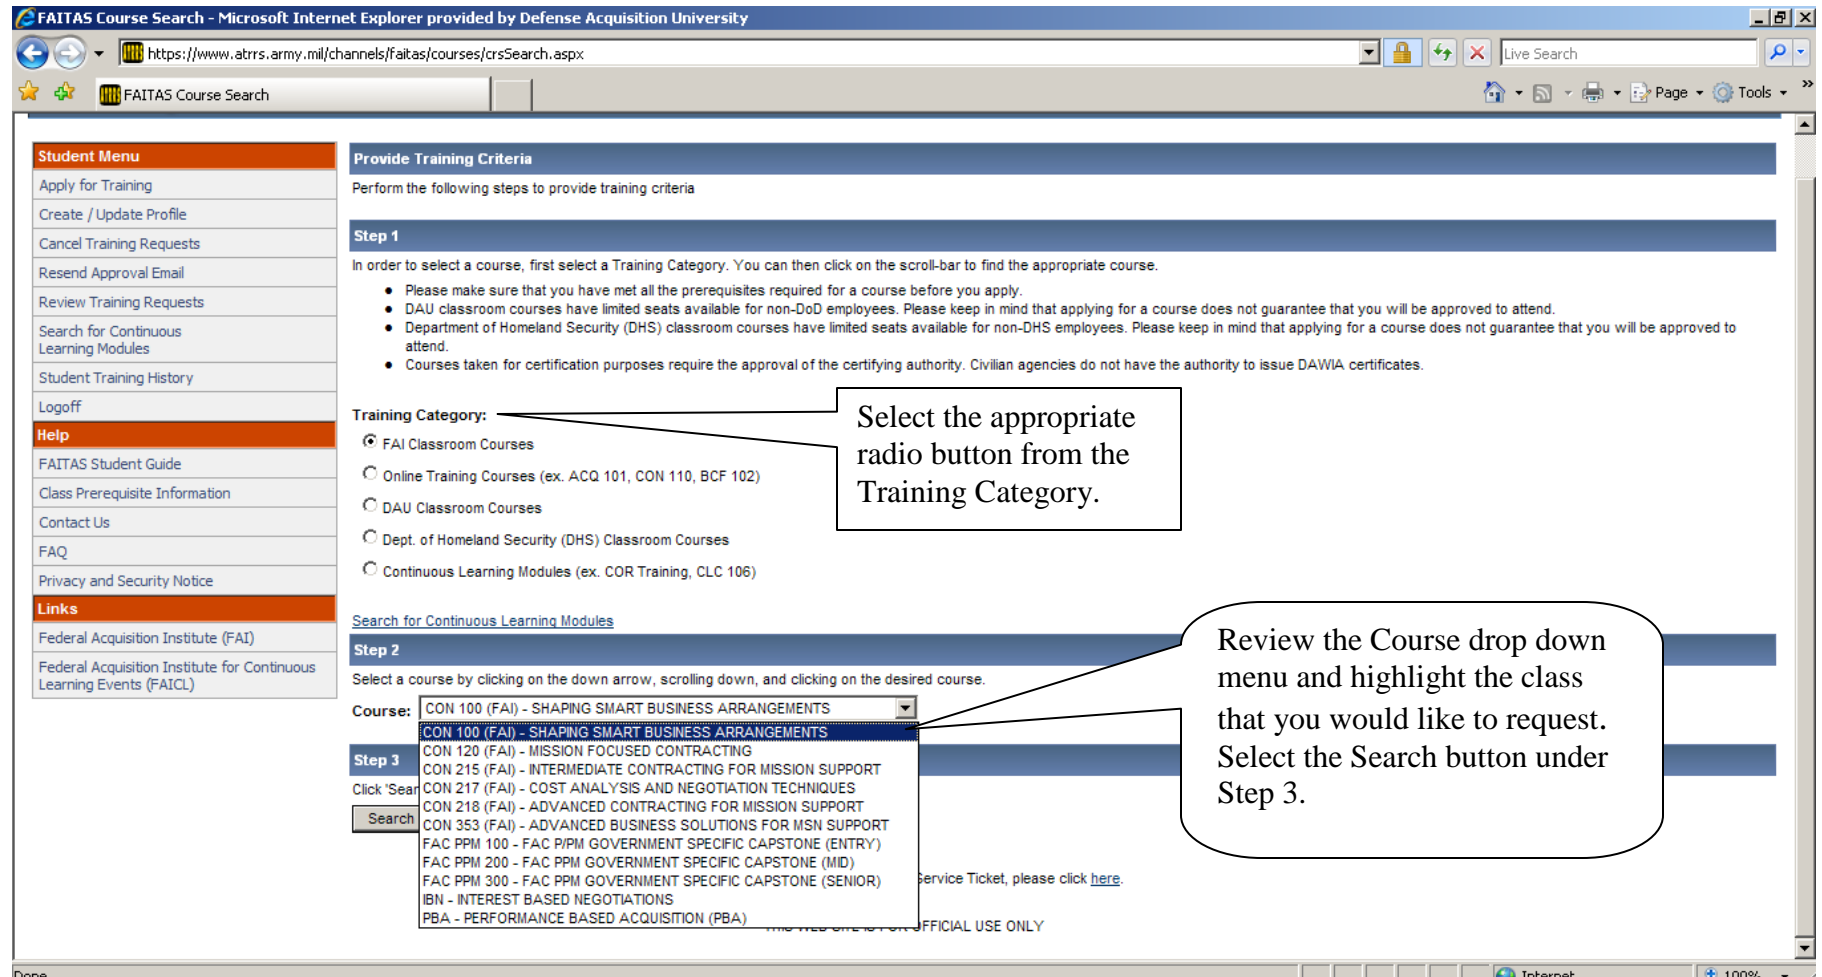 FAITAS Course Search - Microsoft Internet Explorer provided by Defense Acquisition University
https://www.atrrs.army.mil/channels/faitas/courses/crsSearch.aspx
Live Search
FAITAS Course Search
Page
Tools
Student Menu
Apply for Training
Create / Update Profile
Cancel Training Requests
Resend Approval Email
Review Training Requests
Search for Continuous
Learning Modules
Student Training History
Logoff
Help
FAITAS Student Guide
Class Prerequisite Information
Contact Us
FAQ
Privacy and Security Notice
Links
Federal Acquisition Institute (FAI)
Federal Acquisition Institute for Continuous
Learning Events (FAICL)
Provide Training Criteria
Perform the following steps to provide training criteria
Step 1
In order to select a course, first select a Training Category. You can then click on the scroll-bar to find the appropriate course.
● Please make sure that you have met all the prerequisites required for a course before you apply.
● DAU classroom courses have limited seats available for non-DoD employees. Please keep in mind that applying for a course does not guarantee that you will be approved to attend.
● Department of Homeland Security (DHS) classroom courses have limited seats available for non-DHS employees. Please keep in mind that applying for a course does not guarantee that you will be approved to
attend.
● Courses taken for certification purposes require the approval of the certifying authority. Civilian agencies do not have the authority to issue DAWIA certificates.
Training Category:
FAI Classroom Courses
Online Training Courses (ex. ACQ 101, CON 110, BCF 102)
DAU Classroom Courses
Dept. of Homeland Security (DHS) Classroom Courses
Continuous Learning Modules (ex. COR Training, CLC 106)
Select the appropriate
radio button from the
Training Category.
Search for Continuous Learning Modules
Step 2
Select a course by clicking on the down arrow, scrolling down, and clicking on the desired course.
Course: CON 100 (FAI) - SHAPING SMART BUSINESS ARRANGEMENTS
CON 100 (FAI) - SHAPING SMART BUSINESS ARRANGEMENTS
CON 120 (FAI) - MISSION FOCUSED CONTRACTING
CON 215 (FAI) - INTERMEDIATE CONTRACTING FOR MISSION SUPPORT
CON 217 (FAI) - COST ANALYSIS AND NEGOTIATION TECHNIQUES
CON 218 (FAI) - ADVANCED CONTRACTING FOR MISSION SUPPORT
CON 353 (FAI) - ADVANCED BUSINESS SOLUTIONS FOR MSN SUPPORT
FAC PPM 100 - FAC P/PM GOVERNMENT SPECIFIC CAPSTONE (ENTRY)
FAC PPM 200 - FAC PPM GOVERNMENT SPECIFIC CAPSTONE (MID)
FAC PPM 300 - FAC PPM GOVERNMENT SPECIFIC CAPSTONE (SENIOR)
IBN - INTEREST BASED NEGOTIATIONS
PBA - PERFORMANCE BASED ACQUISITION (PBA)
Review the Course drop down
menu and highlight the class
that you would like to request.
Select the Search button under
Step 3.
Step 3
Click 'Sear
Search
Service Ticket, please click here.
OFFICIAL USE ONLY
Done
Internet
100%